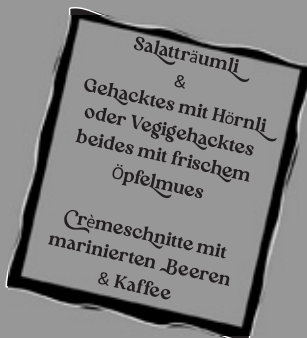 Salatträumli
&
Gehacktes mit Hörnli
oder Vegigehacktes
beides mit frischem
Öpfelmues
Crèmeschnitte mit
marinierten Beeren
& Kaffee